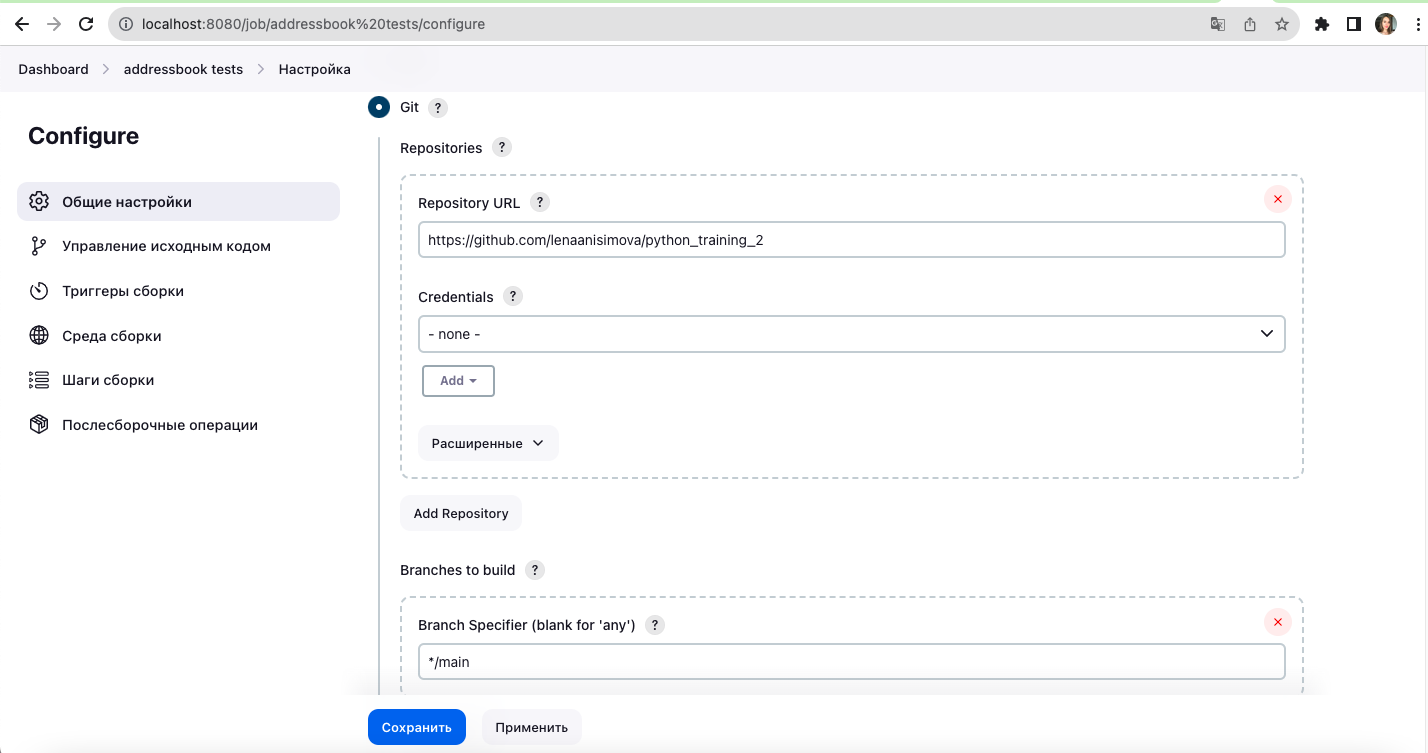 localhost:8080/job/addressbook%20tests/configure
Dashboard addressbook tests Настройка
Configure
Общие настройки
Управление исходным кодом
Триггеры сборки
Среда сборки
Шаги сборки
Послесборочные операции
Git ?
Repositories ?
Repository URL ?
https://github.com/lenaanisimova/python_training_2
Credentials ?
- none -
Add
Расширенные
Add Repository
Branches to build ?
Branch Specifier (blank for 'any') ?
*/main
Сохранить Применить